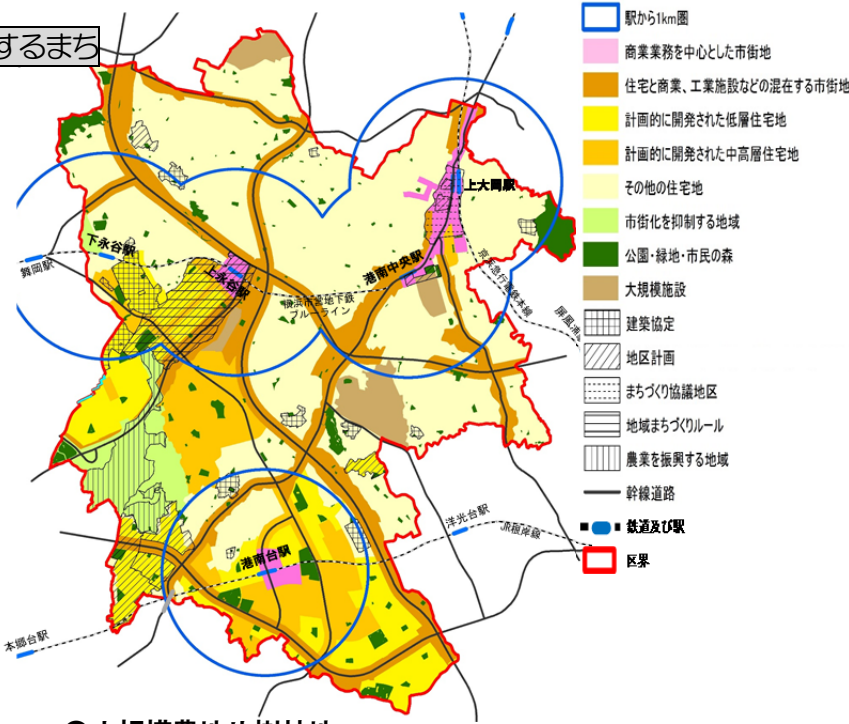 するまち
駅から1km圏
商業業務を中心とした市街地
住宅と商業、工業施設などの混在する市街地
計画的に開発された低層住宅地
計画的に開発された中高層住宅地
その他の住宅地
市街化を抑制する地域
公園・緑地・市民の森
大規模施設
建築協定
地区計画
まちづくり協議地区
地域まちづくりルール
農業を振興する地域
幹線道路
鉄道及び駅
区界
上大岡駅
下永谷駅
舞岡駅
上永谷駅
港南中央駅
横浜市営地下鉄
ブルーライン
京浜急行電鉄本線
屏風浦
港南台駅
洋光台駅
JR根岸線
本郷台駅